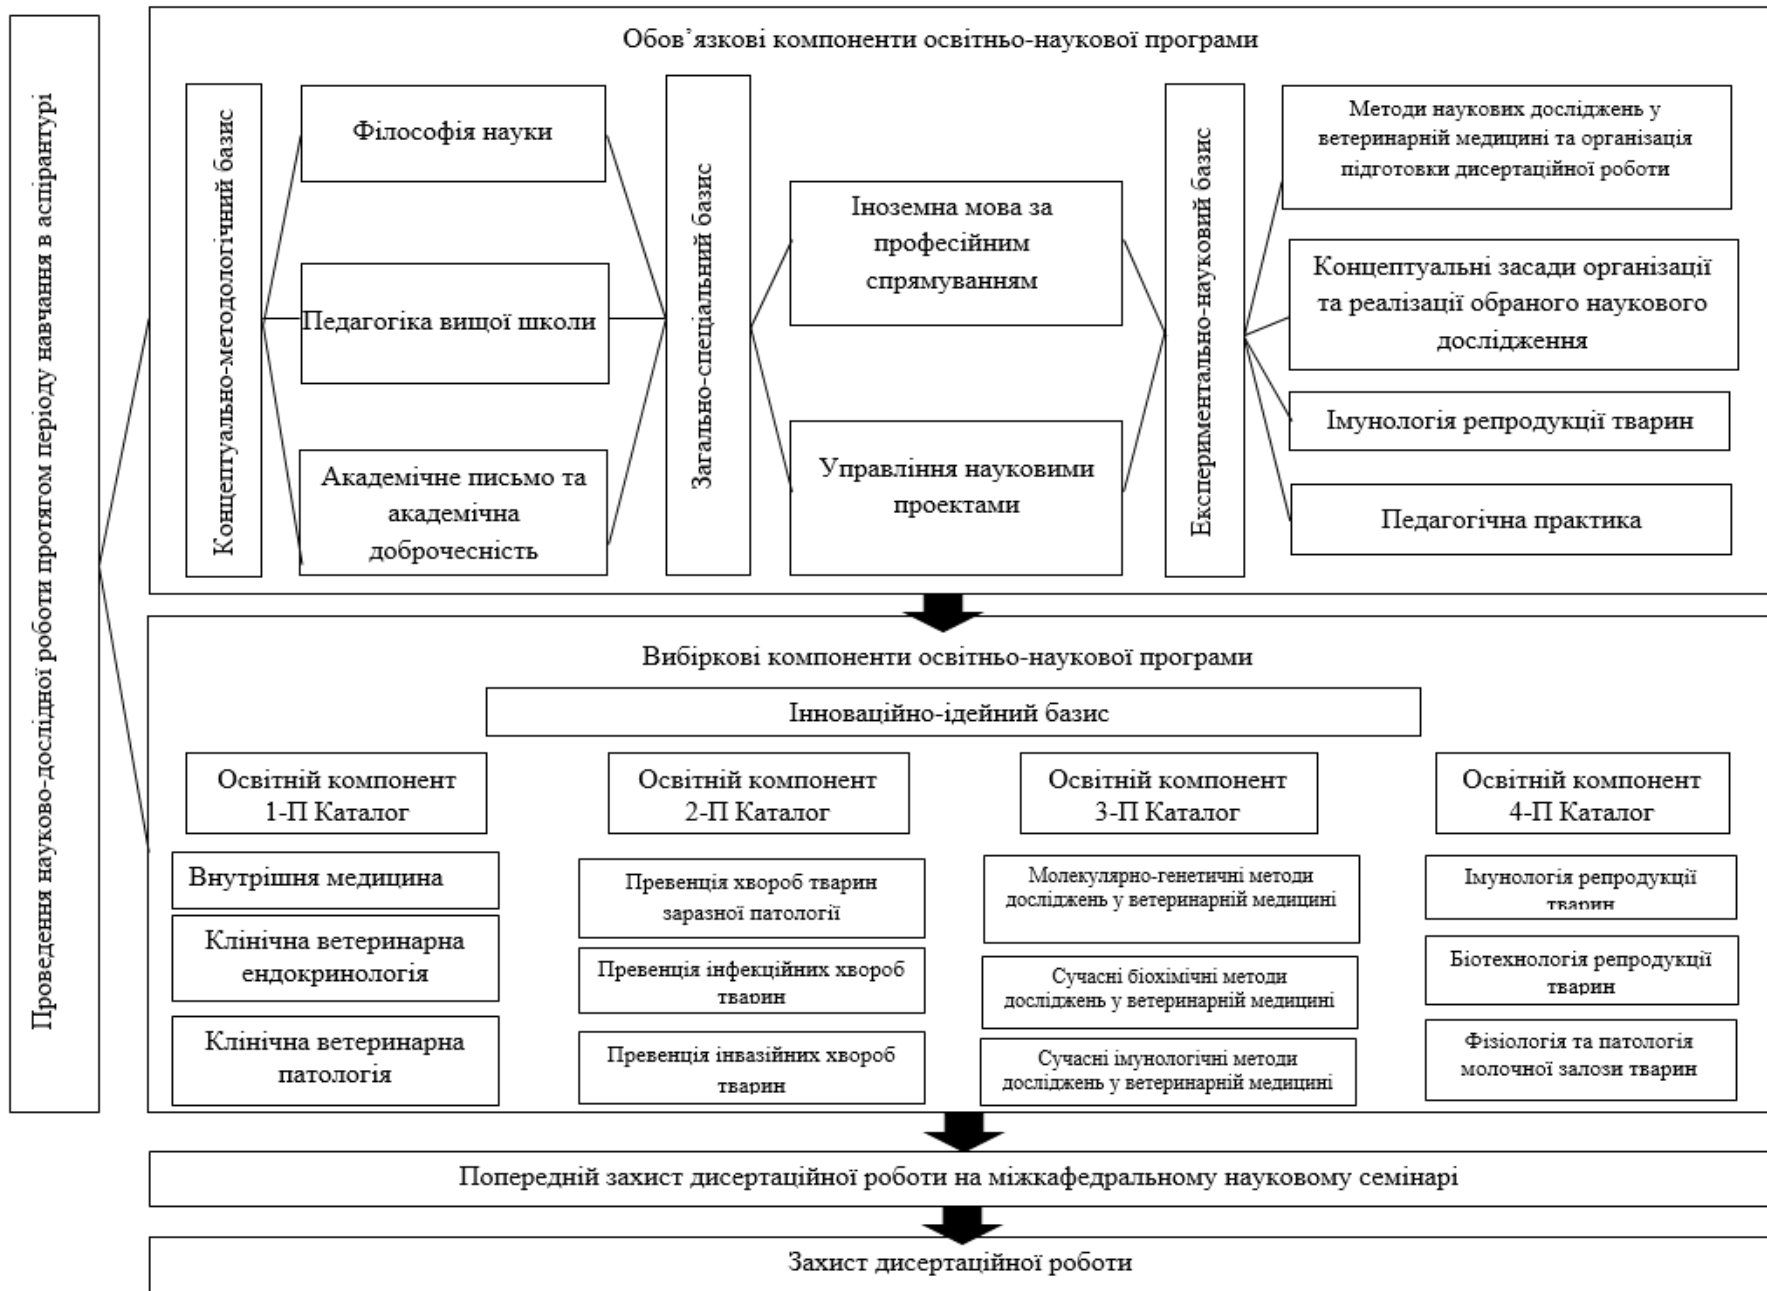 Проведення науково-дослідної роботи протягом періоду навчання в аспірантурі
Обов’язкові компоненти освітньо-наукової програми
Концептуально-методологічний базис
Філософія науки
Педагогіка вищої школи
Академічне письмо та
академічна
доброчесність
Загально-спеціальний базис
Іноземна мова за
професійним
спрямуванням
Управління науковими
проектами
Експериментально-науковий базис
Методи наукових досліджень у
ветеринарній медицині та організація
підготовки дисертаційної роботи
Концептуальні засади організації
та реалізації обраного наукового
дослідження
Імунологія репродукції тварин
Педагогічна практика
Вибіркові компоненти освітньо-наукової програми
Інноваційно-ідейний базис
Освітній компонент
1-П Каталог
Внутрішня медицина
Клінічна ветеринарна
ендокринологія
Клінічна ветеринарна
патологія
Освітній компонент
2-П Каталог
Превенція хвороб тварин
заразної патології
Превенція інфекційних хвороб
тварин
Превенція інвазійних хвороб
тварин
Освітній компонент
3-П Каталог
Молекулярно-генетичні методи
досліджень у ветеринарній медицині
Сучасні біохімічні методи
досліджень у ветеринарній медицині
Сучасні імунологічні методи
досліджень у ветеринарній медицині
Освітній компонент
4-П Каталог
Імунологія репродукції
тварин
Біотехнологія репродукції
тварин
Фізіологія та патологія
молочної залози тварин
Попередній захист дисертаційної роботи на міжкафедральному науковому семінарі
Захист дисертаційної роботи